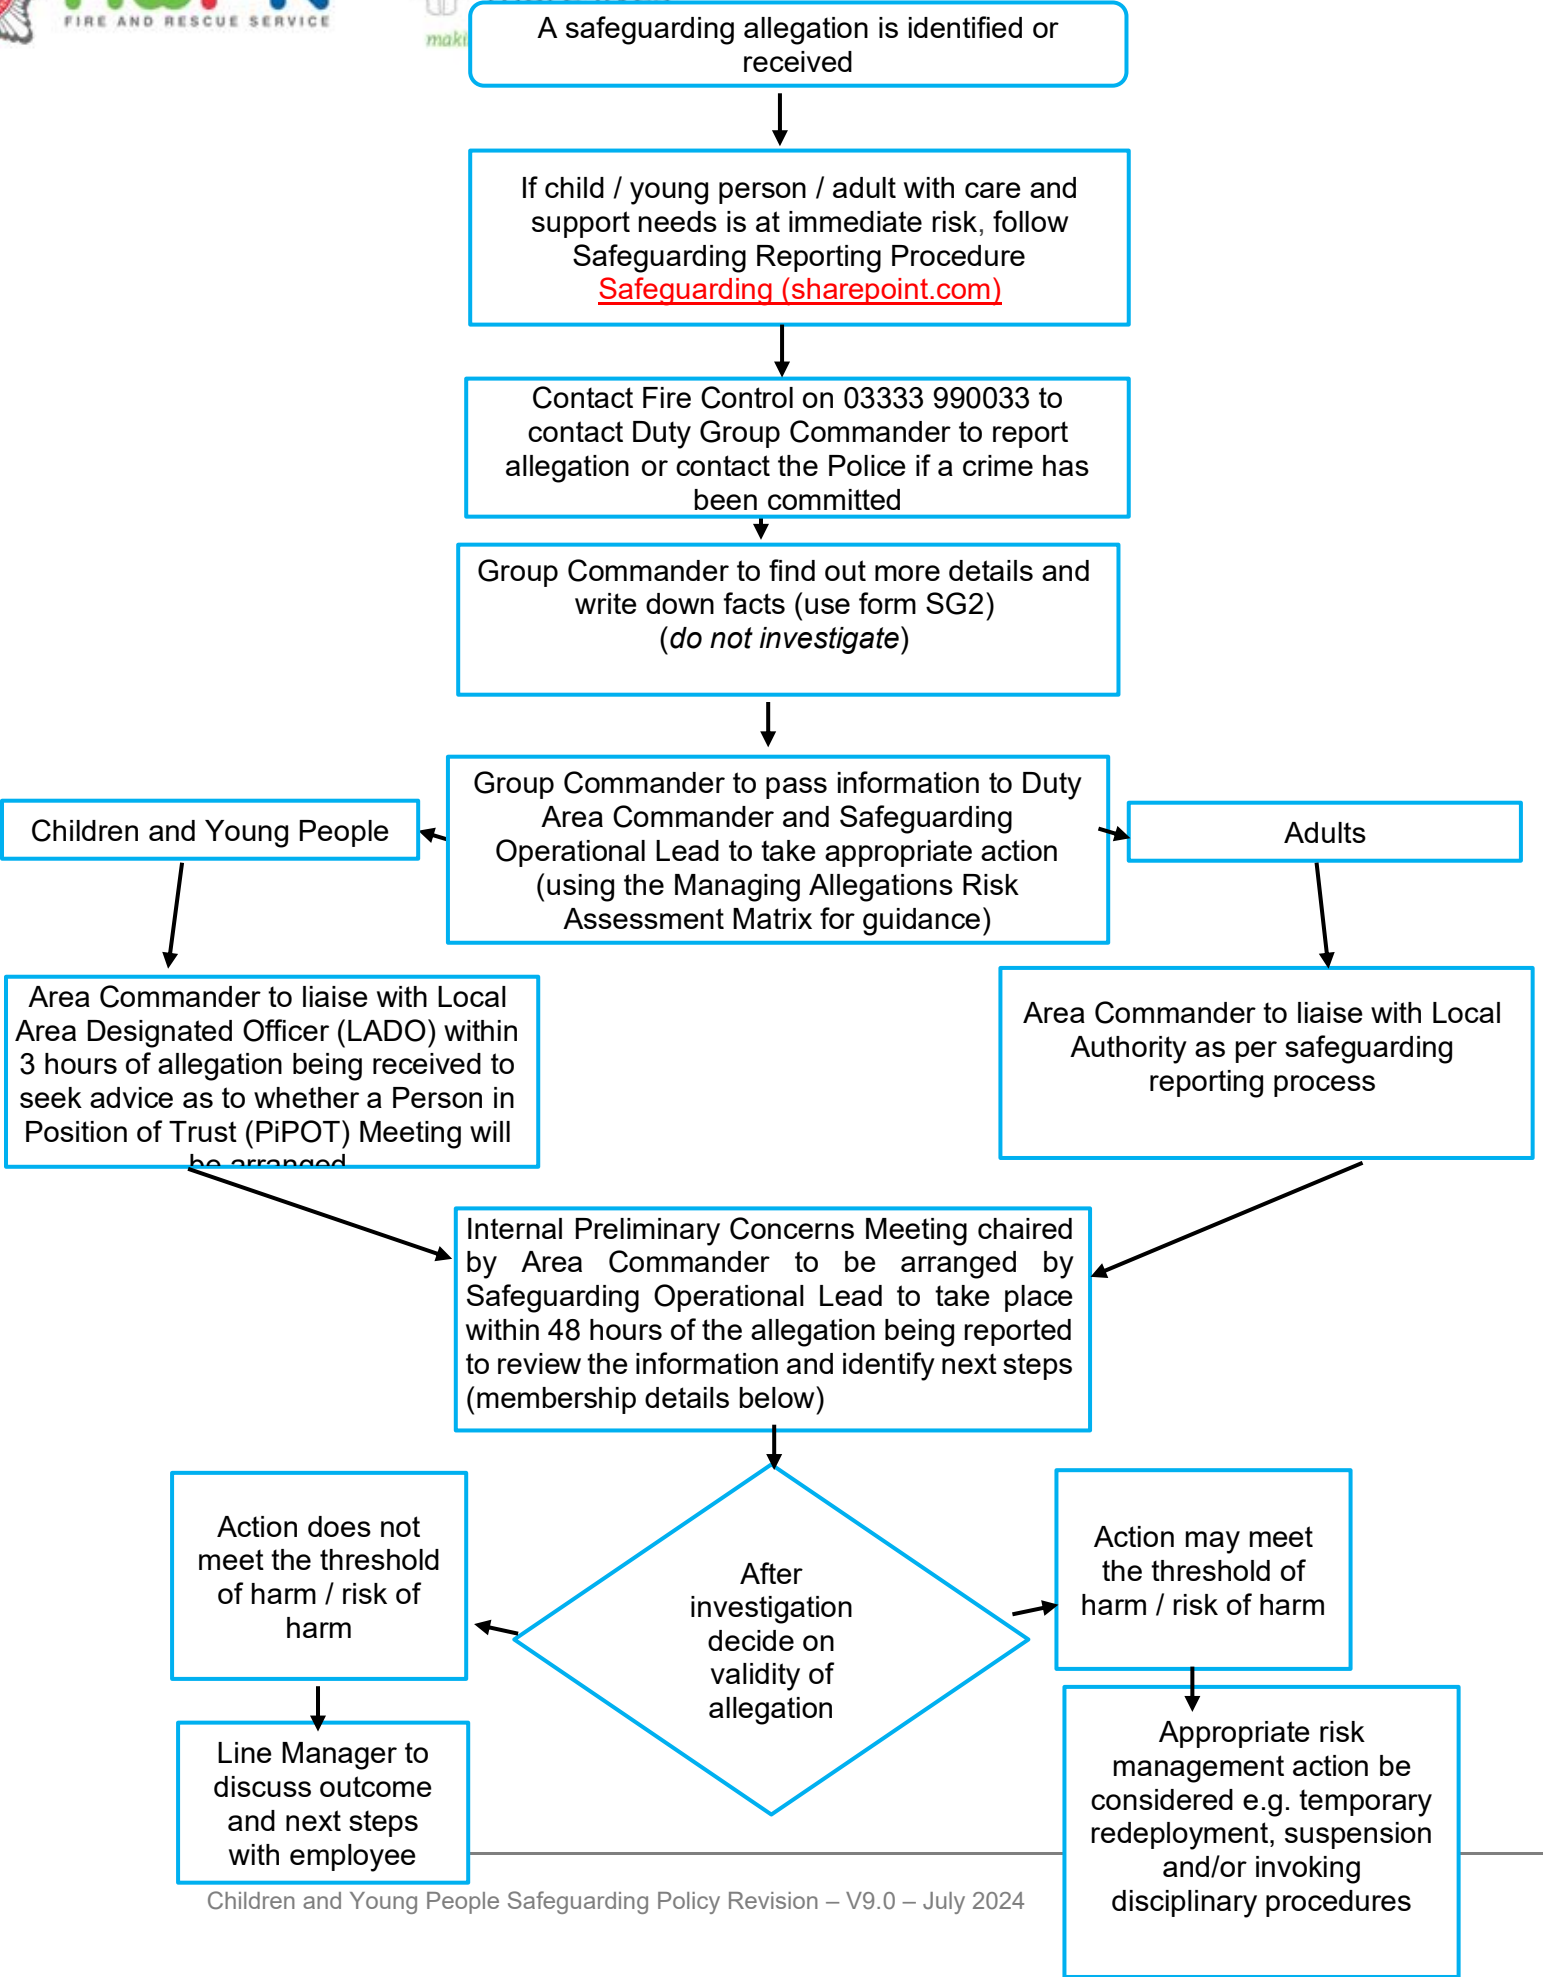 FIRE AND RESCUE SERVICE
maki
A safeguarding allegation is identified or
received
If child / young person / adult with care and
support needs is at immediate risk, follow
Safeguarding Reporting Procedure
Safeguarding (sharepoint.com)
Contact Fire Control on 03333 990033 to
contact Duty Group Commander to report
allegation or contact the Police if a crime has
been committed
Group Commander to find out more details and
write down facts (use form SG2)
(do not investigate)
Group Commander to pass information to Duty
Area Commander and Safeguarding
Operational Lead to take appropriate action
(using the Managing Allegations Risk
Assessment Matrix for guidance)
Children and Young People
Adults
Area Commander to liaise with Local
Area Designated Officer (LADO) within
3 hours of allegation being received to
seek advice as to whether a Person in
Position of Trust (PiPOT) Meeting will
be arranged
Area Commander to liaise with Local
Authority as per safeguarding
reporting process
Internal Preliminary Concerns Meeting chaired
by Area Commander to be arranged by
Safeguarding Operational Lead to take place
within 48 hours of the allegation being reported
to review the information and identify next steps
(membership details below)
Action does not
meet the threshold
of harm / risk of
harm
After
investigation
decide on
validity of
allegation
Action may meet
the threshold of
harm / risk of harm
Line Manager to
discuss outcome
and next steps
with employee
Appropriate risk
management action be
considered e.g. temporary
redeployment, suspension
and/or invoking
disciplinary procedures
Children and Young People Safeguarding Policy Revision – V9.0 – July 2024